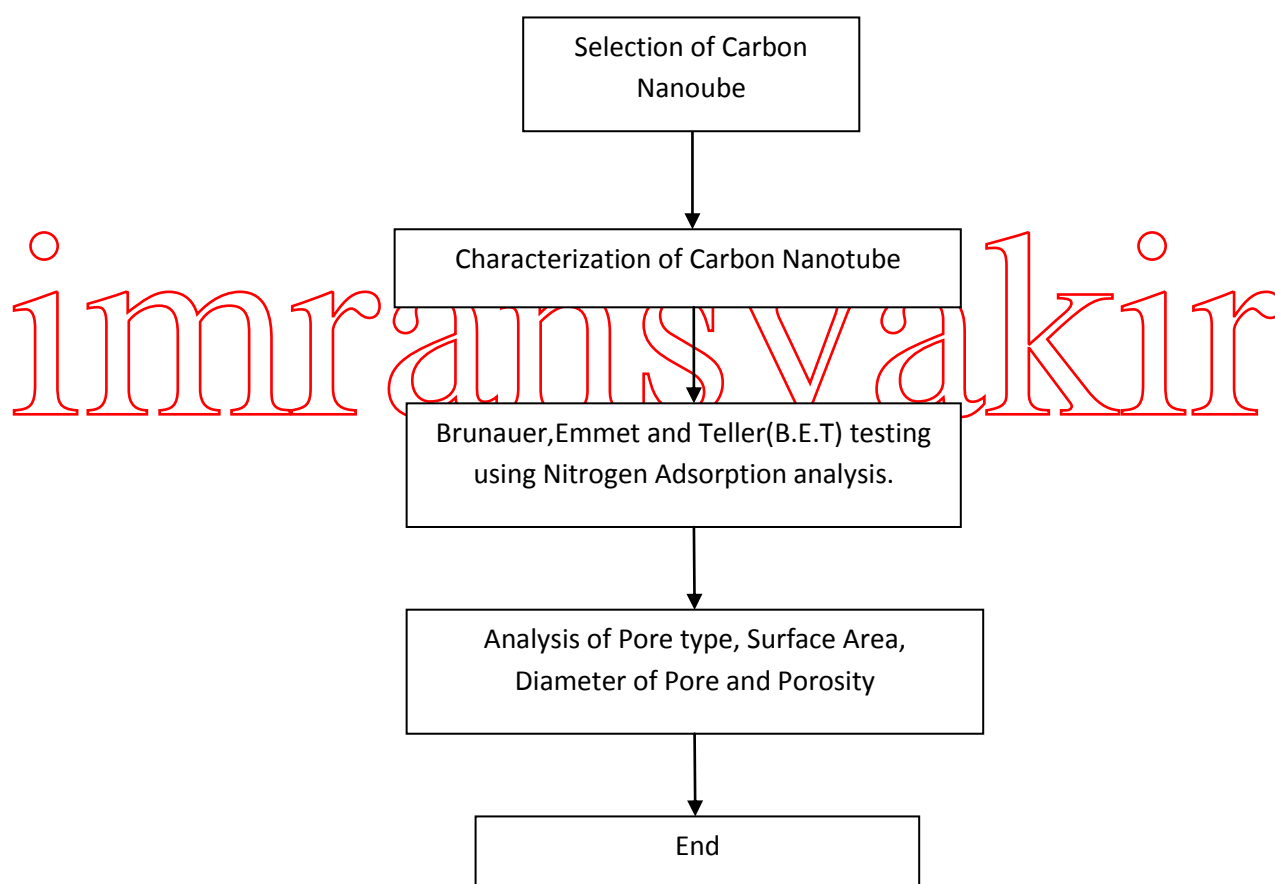 Selection of Carbon
Nanoube
Characterization of Carbon Nanotube
imransvakir
Brunauer,Emmet and Teller(B.E.T) testing
using Nitrogen Adsorption analysis.
Analysis of Pore type, Surface Area,
Diameter of Pore and Porosity
End